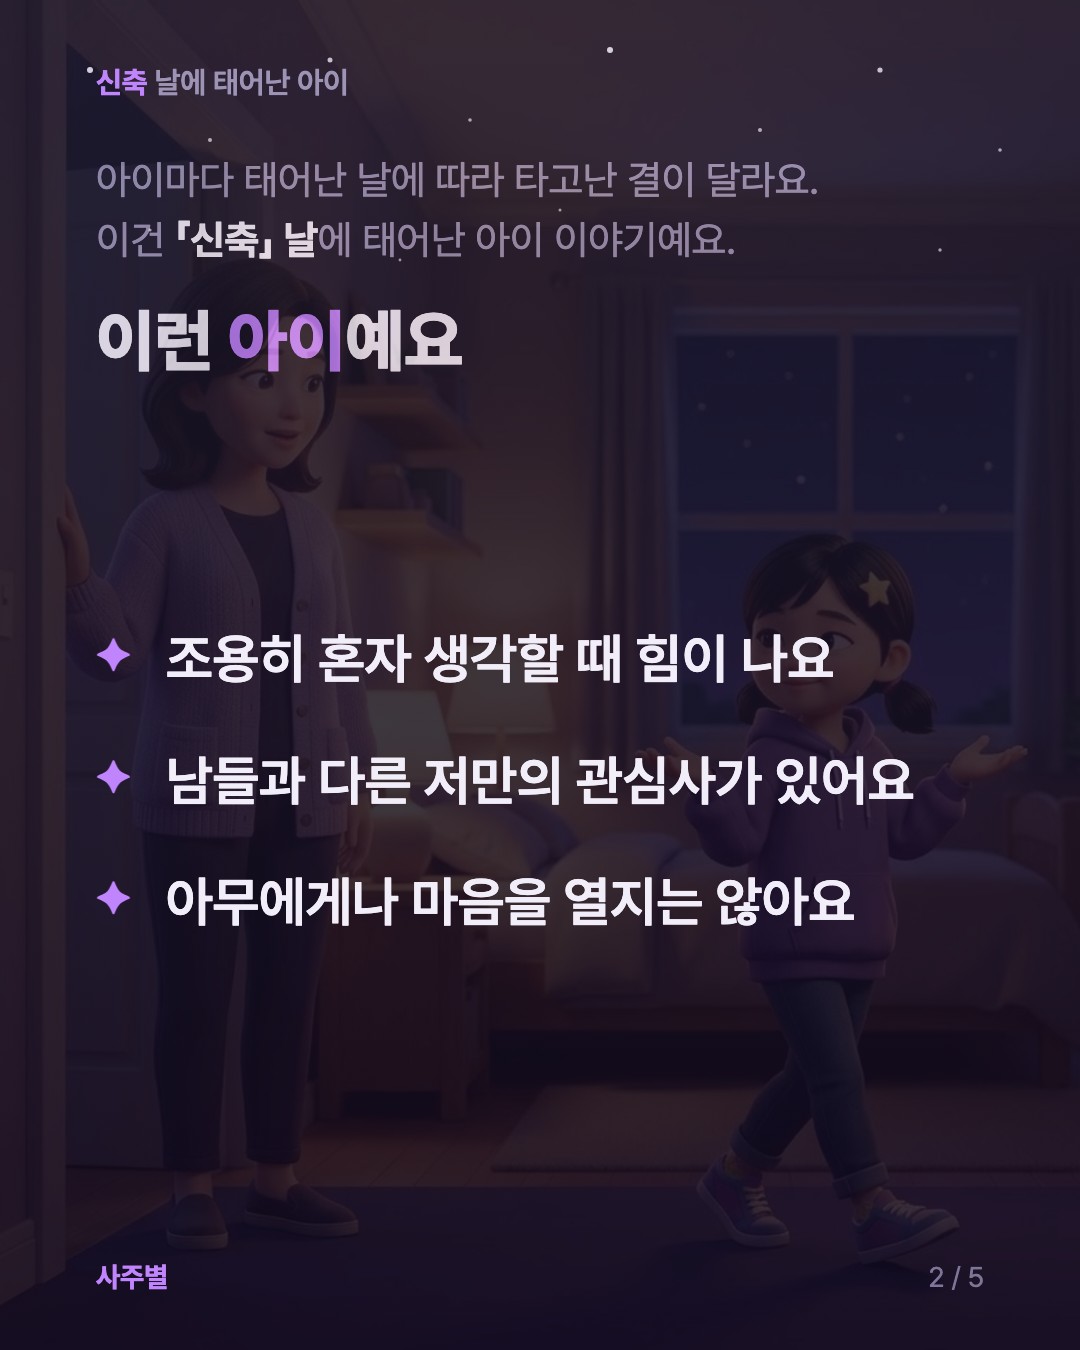 신축 날에 태어난 아이
아이마다 태어난 날에 따라 타고난 결이 달라요.
이건 「신축」 날에 태어난 아이 이야기예요.
이런 아이예요
조용히 혼자 생각할 때 힘이 나요
남들과 다른 저만의 관심사가 있어요
아무에게나 마음을 열지는 않아요
사주별
2 / 5